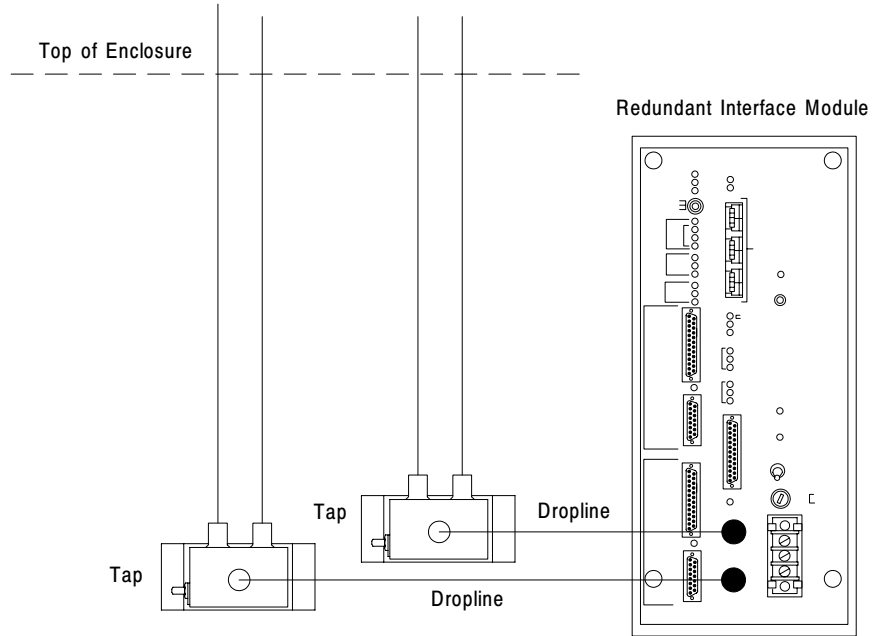 Top of Enclosure
Redundant Interface Module
Tap
Dropline
Tap
Dropline